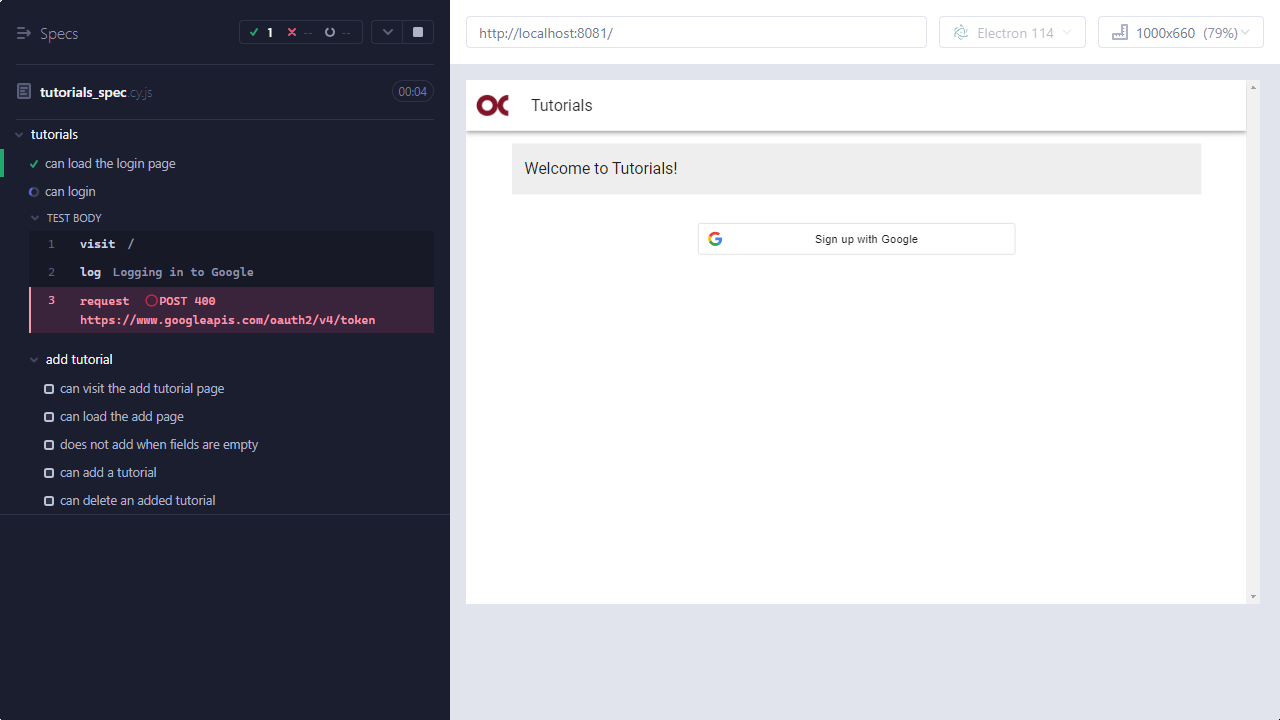 Specs
1 -- --
tutorials_spec.cy.js 00:04
tutorials
can load the login page
can login
TEST BODY
1 visit /
2 log Logging in to Google
3 request POST 400
https://www.googleapis.com/oauth2/v4/token
add tutorial
can visit the add tutorial page
can load the add page
does not add when fields are empty
can add a tutorial
can delete an added tutorial
http://localhost:8081/
Electron 114
1000x660 (79%)
OC Tutorials
Welcome to Tutorials!
Sign up with Google